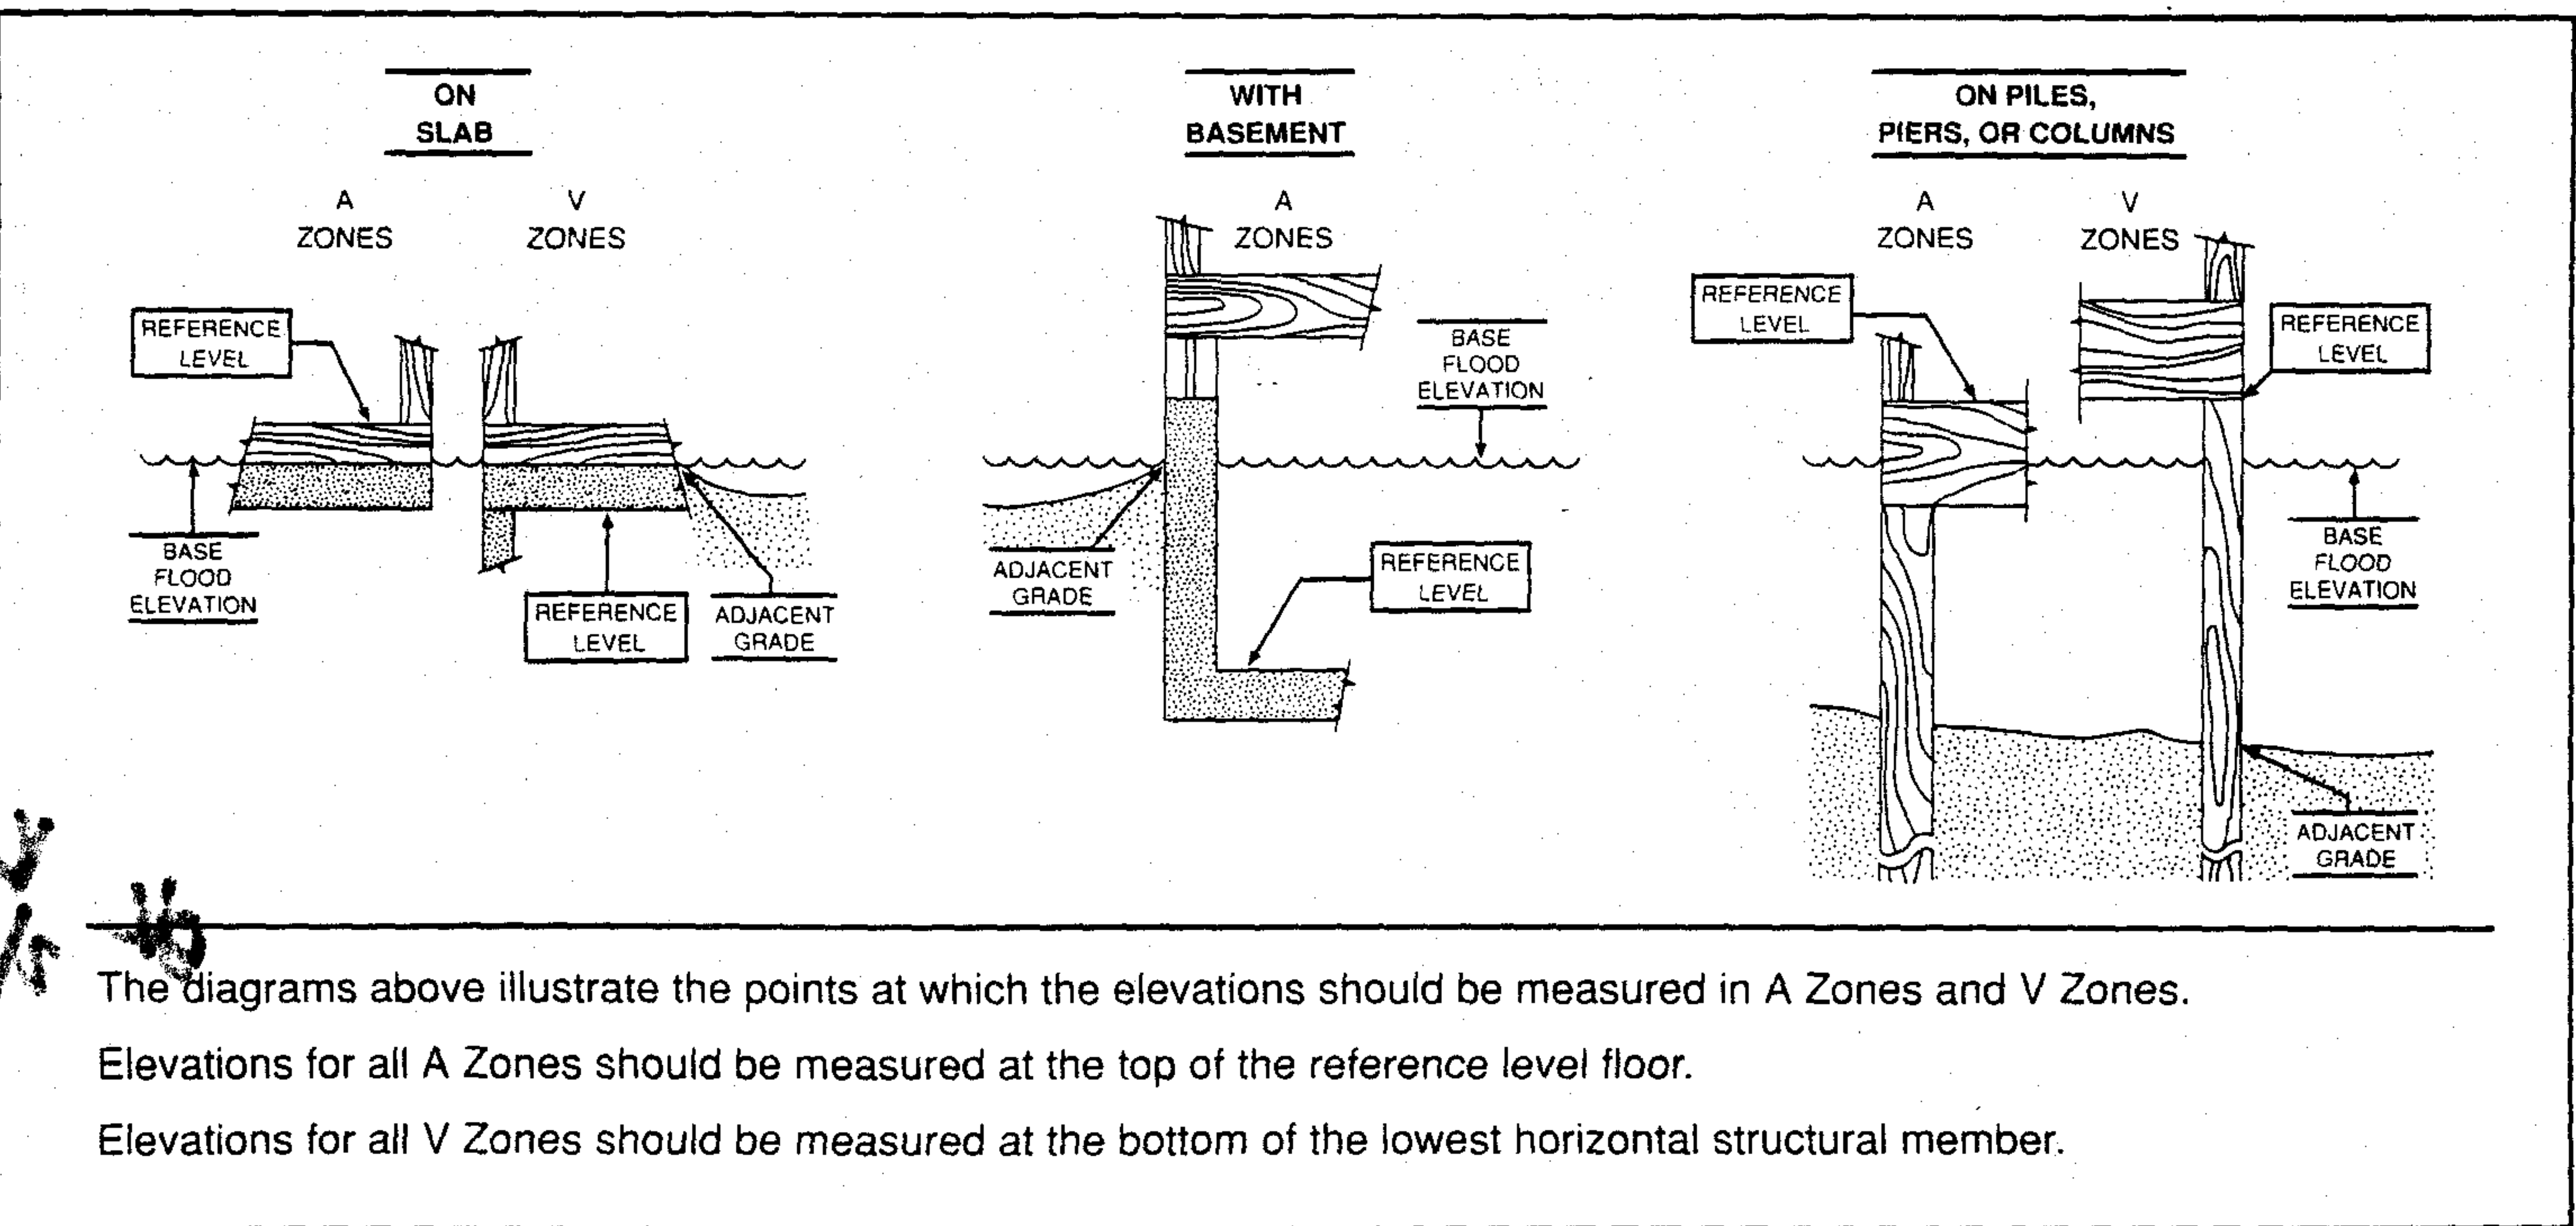 ON
SLAB
A
ZONES
V
ZONES
REFERENCE
LEVEL
BASE
FLOOD
ELEVATION
REFERENCE
LEVEL
ADJACENT
GRADE
WITH
BASEMENT
A
ZONES
BASE
FLOOD
ELEVATION
ADJACENT
GRADE
REFERENCE
LEVEL
ON PILES,
PIERS, OR COLUMNS
A
ZONES
V
ZONES
REFERENCE
LEVEL
REFERENCE
LEVEL
BASE
FLOOD
ELEVATION
ADJACENT
GRADE
The diagrams above illustrate the points at which the elevations should be measured in A Zones and V Zones.
Elevations for all A Zones should be measured at the top of the reference level floor.
Elevations for all V Zones should be measured at the bottom of the lowest horizontal structural member.